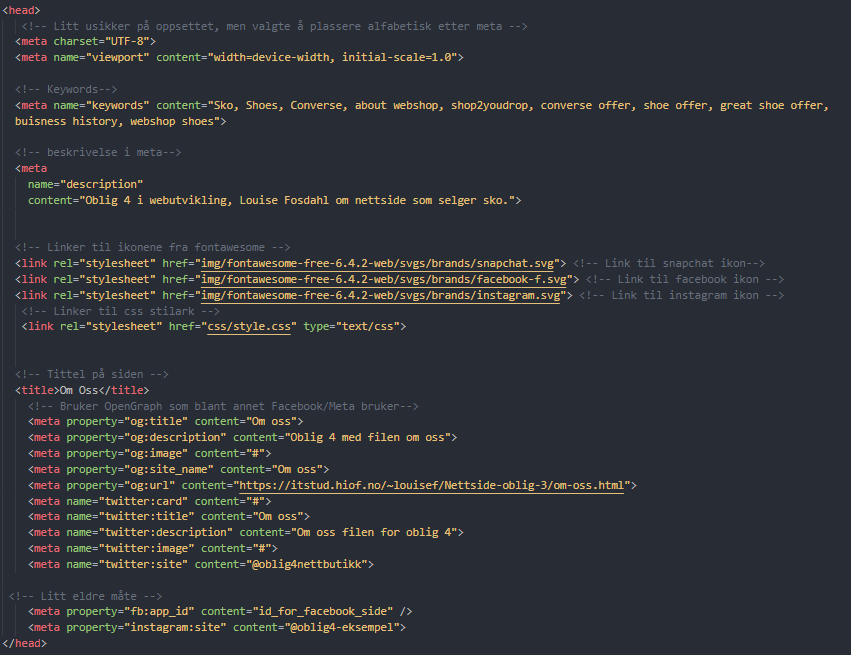 <head>
<!-- Litt usikker på oppsettet, men valgte å plassere alfabetisk etter meta -->
<meta charset="UTF-8">
<meta name="viewport" content="width=device-width, initial-scale=1.0">
<!-- Keywords-->
<meta name="keywords" content="Sko, Shoes, Converse, about webshop, shop2youdrop, converse offer, shoe offer, great shoe offer,
buisness history, webshop shoes">
<!-- beskrivelse i meta-->
<meta
name="description"
content="Oblig 4 i webutvikling, Louise Fosdahl om nettside som selger sko.">
<!-- Linker til ikonene fra fontawesome -->
<link rel="stylesheet" href="img/fontawesome-free-6.4.2-web/svgs/brands/snapchat.svg"> <!-- Link til snapchat ikon-->
<link rel="stylesheet" href="img/fontawesome-free-6.4.2-web/svgs/brands/facebook-f.svg"> <!-- Link til facebook ikon -->
<link rel="stylesheet" href="img/fontawesome-free-6.4.2-web/svgs/brands/instagram.svg"> <!-- Link til instagram ikon -->
<!-- Linker til css stilark -->
<link rel="stylesheet" href="css/style.css" type="text/css">
<!-- Tittel på siden -->
<title>Om Oss</title>
<!-- Bruker OpenGraph som blant annet Facebook/Meta bruker-->
<meta property="og:title" content="Om oss">
<meta property="og:description" content="Oblig 4 med filen om oss">
<meta property="og:image" content="#">
<meta property="og:site_name" content="Om oss">
<meta property="og:url" content="https://itstud.hiof.no/~louisef/Nettside-oblig-3/om-oss.html">
<meta name="twitter:card" content="#">
<meta name="twitter:title" content="Om oss">
<meta name="twitter:description" content="Om oss filen for oblig 4">
<meta name="twitter:image" content="#">
<meta name="twitter:site" content="@oblig4nettbutikk">
<!-- Litt eldre måte -->
<meta property="fb:app_id" content="id_for_facebook_side" />
<meta property="instagram:site" content="@oblig4-eksempel">
</head>